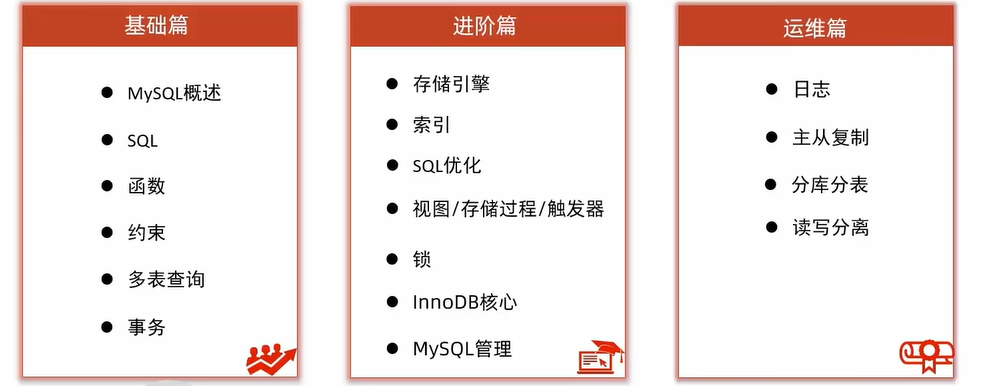 基础篇
MySQL概述
SQL
函数
约束
多表查询
事务
进阶篇
存储引擎
索引
SQL优化
视图/存储过程/触发器
锁
InnoDB核心
MySQL管理
运维篇
日志
主从复制
分库分表
读写分离